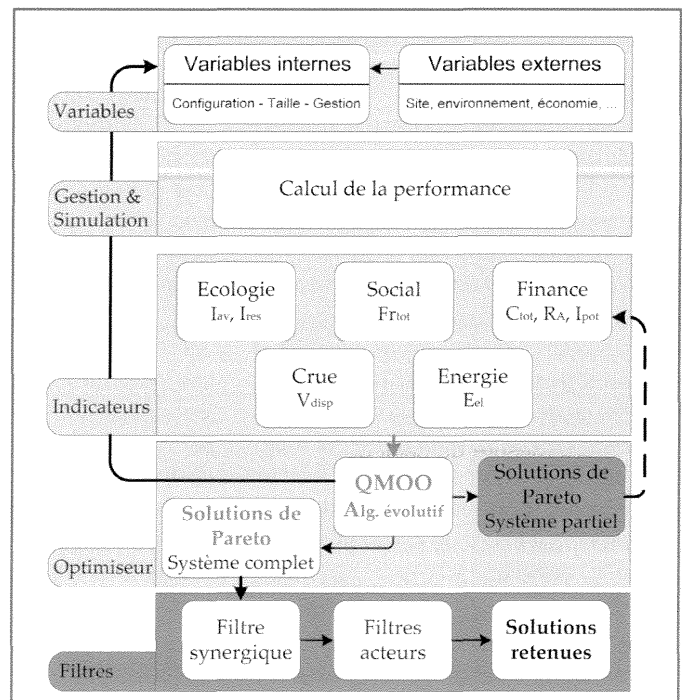 Variables internes
Configuration - Taille - Gestion
Variables externes
Site, environnement, économie, ...
Variables
Calcul de la performance
Gestion &
Simulation
Ecologie
Iav, Ires
Social
Frtot
Finance
Ctot, RA, Ipot
Crue
Vdisp
Energie
Eel
Indicateurs
QMOO
Alg. évolutif
Solutions de
Pareto
Système partiel
Solutions de
Pareto
Système complet
Optimiseur
Filtre
synergique
Filtres
acteurs
Solutions
retenues
Filtres